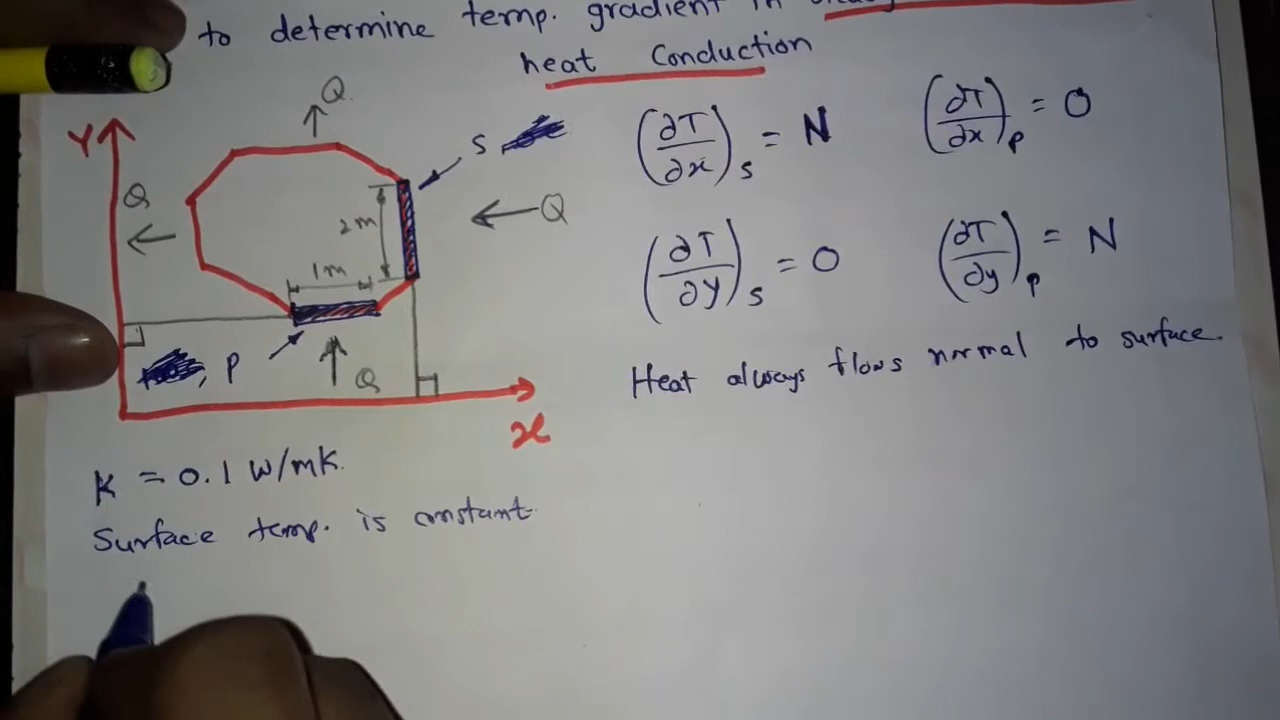 to determine temp. gradient in
heat Conduction
Y
Q
Q
S
Q
2m
1m
P
Q
x
K = 0.1 W/mK.
Surface temp. is constant
(∂T/∂x)s = N
(∂T/∂x)p = 0
(∂T/∂y)s = 0
(∂T/∂y)p = N
Heat always flows normal to surface.